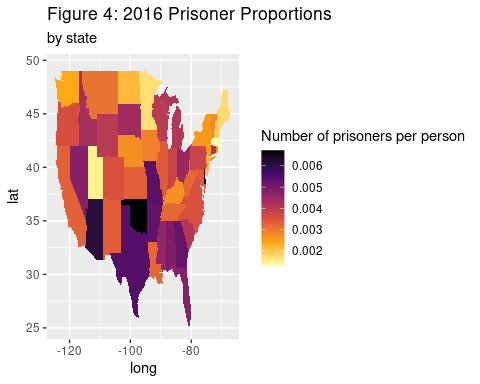 Figure 4: 2016 Prisoner Proportions
by state
50
45
40
35
30
25
lat
-120
-100
-80
long
Number of prisoners per person
0.006
0.005
0.004
0.003
0.002